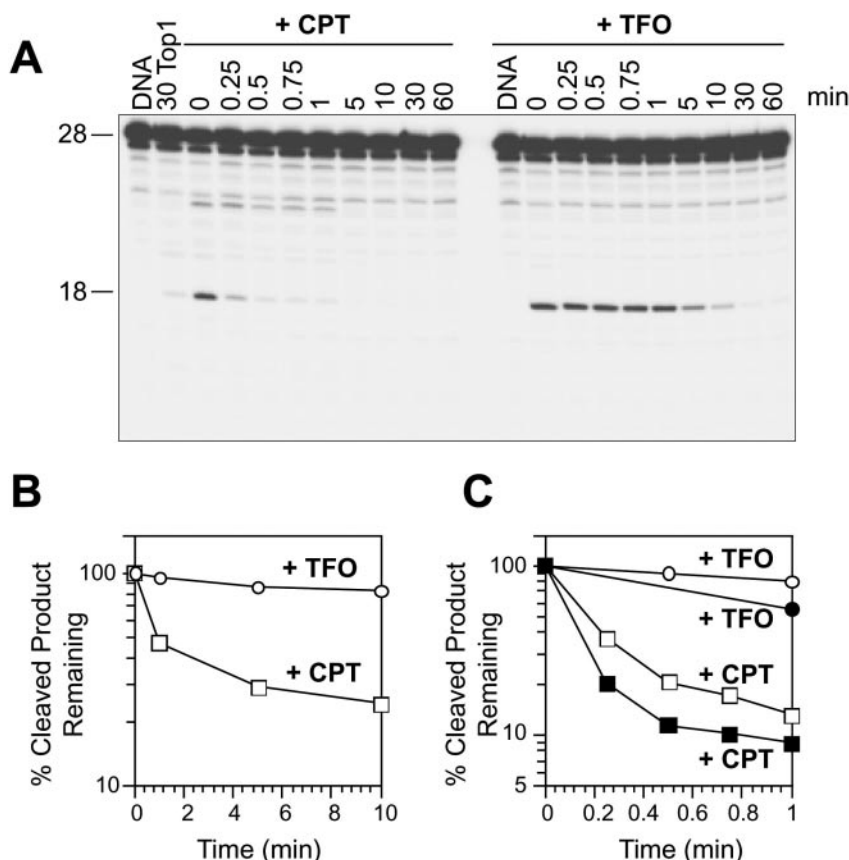 + CPT + TFO
A
DNA 30 Top1 0 0.25 0.5 0.75 1 5 10 30 60 DNA 0 0.25 0.5 0.75 1 5 10 30 60 min
28
18
B
% Cleaved Product
Remaining
100
10
+ TFO
+ CPT
0 2 4 6 8 10
Time (min)
C
% Cleaved Product
Remaining
100
10
5
+ TFO
+ TFO
+ CPT
+ CPT
0 0.2 0.4 0.6 0.8 1
Time (min)